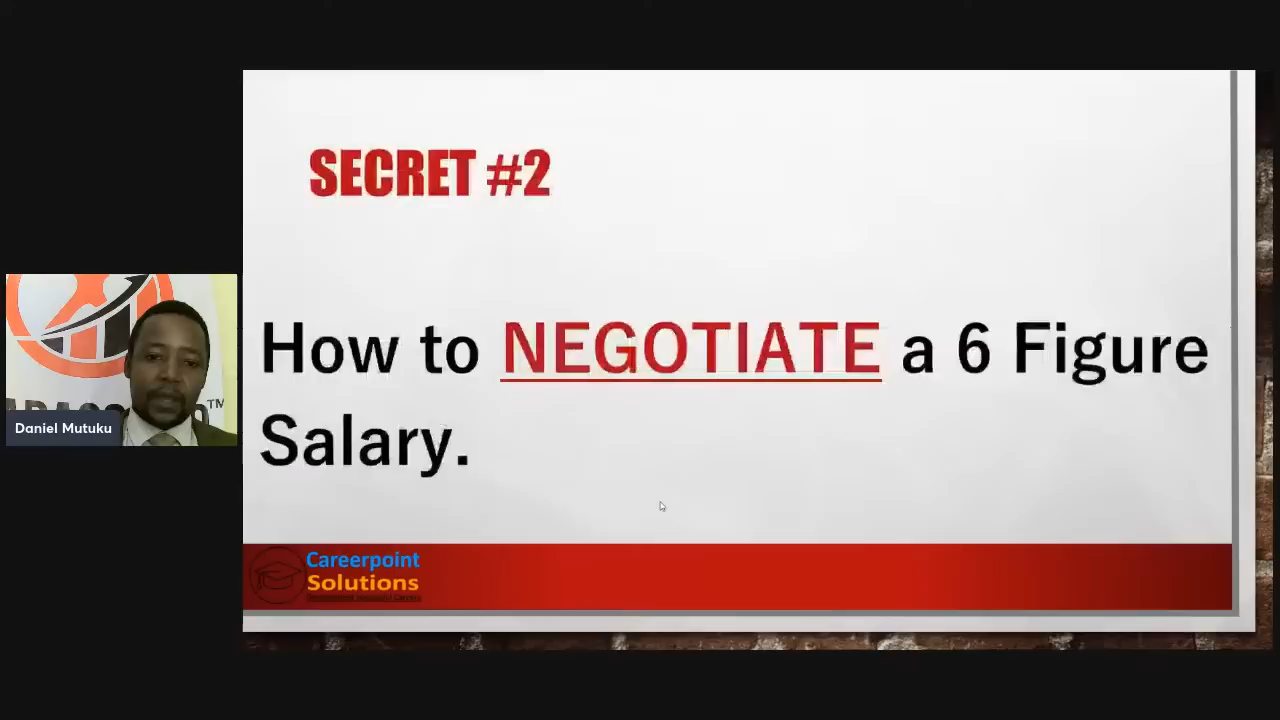 SECRET #2
How to NEGOTIATE a 6 Figure
Salary.
Daniel Mutuku
Careerpoint
Solutions